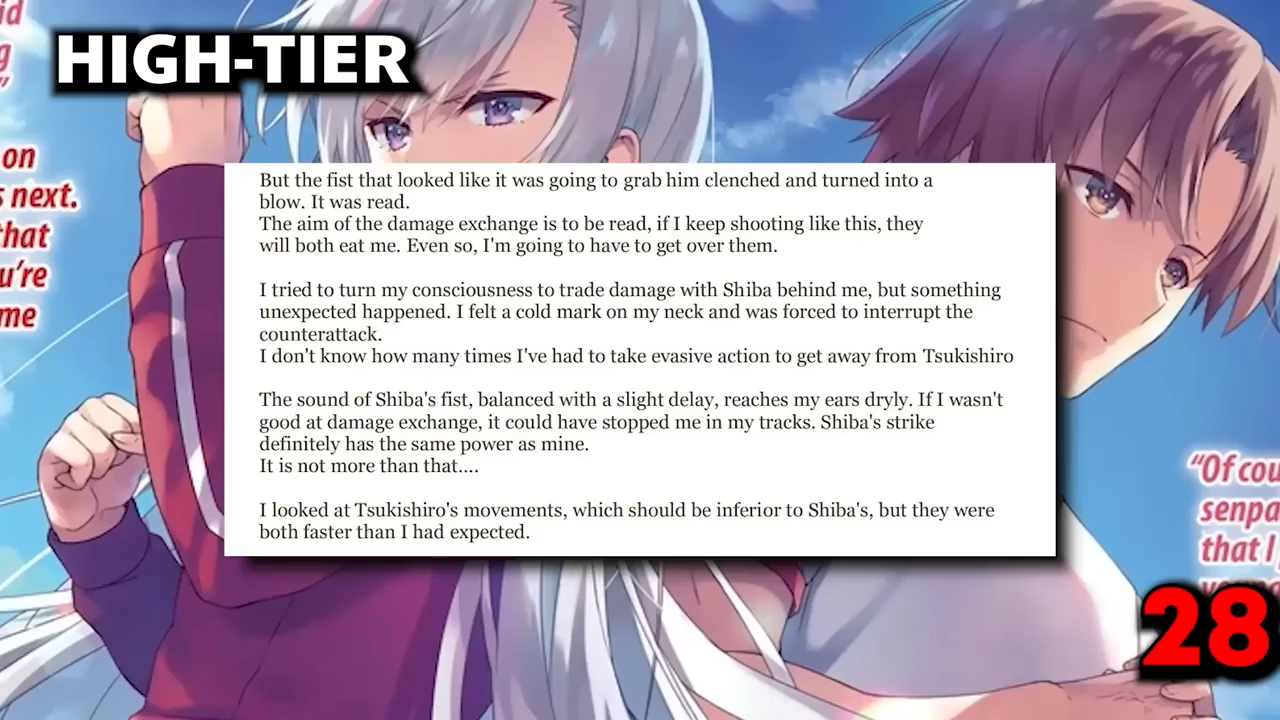 HIGH-TIER
on
next.
that
u're
me
But the fist that looked like it was going to grab him clenched and turned into a
blow. It was read.
The aim of the damage exchange is to be read, if I keep shooting like this, they
will both eat me. Even so, I'm going to have to get over them.
I tried to turn my consciousness to trade damage with Shiba behind me, but something
unexpected happened. I felt a cold mark on my neck and was forced to interrupt the
counterattack.
I don't know how many times I've had to take evasive action to get away from Tsukishiro
The sound of Shiba's fist, balanced with a slight delay, reaches my ears dryly. If I wasn't
good at damage exchange, it could have stopped me in my tracks. Shiba's strike
definitely has the same power as mine.
It is not more than that....
I looked at Tsukishiro's movements, which should be inferior to Shiba's, but they were
both faster than I had expected.
“Of cou
senpa
that I
28